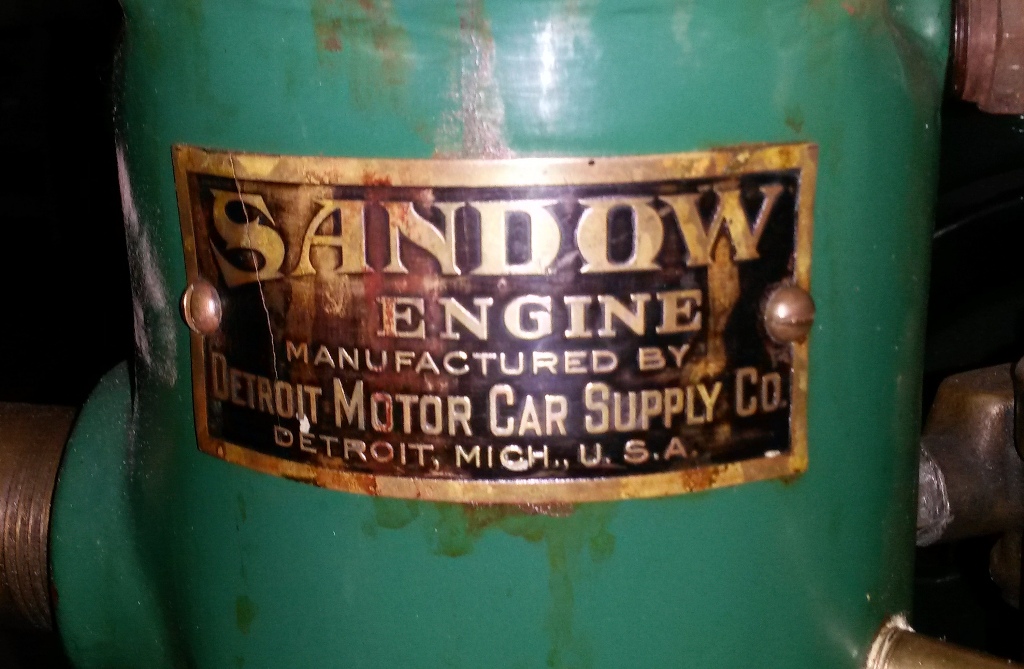 SANDOW
ENGINE
MANUFACTURED BY
DETROIT MOTOR CAR SUPPLY CO.
DETROIT, MICH., U. S. A.